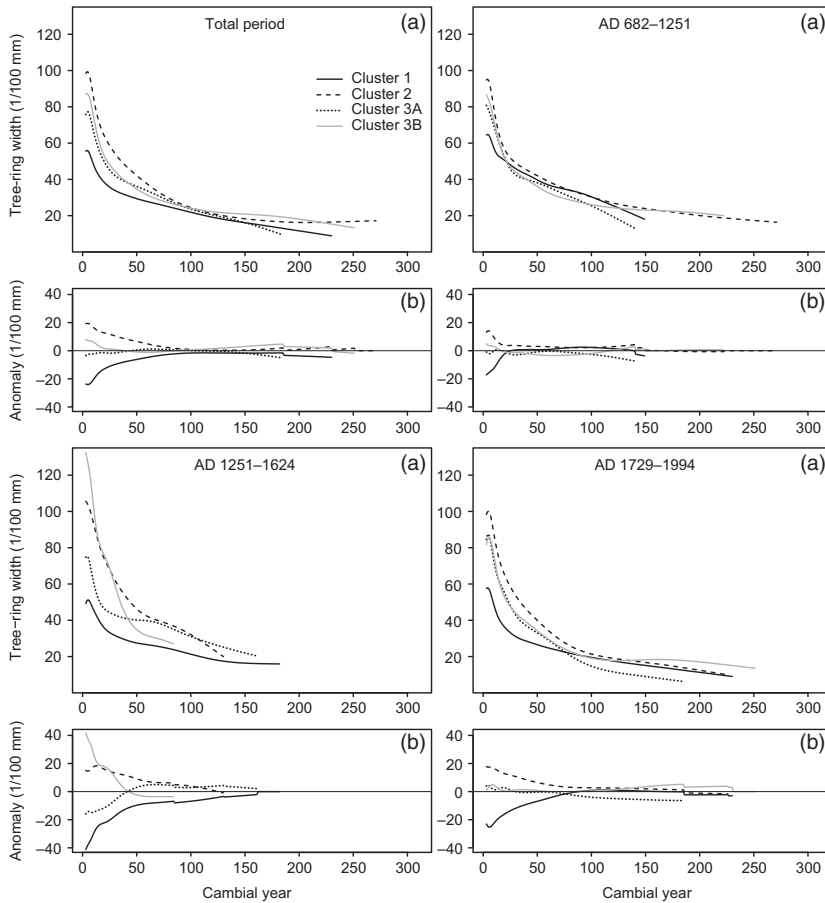 Total period (a)
Tree-ring width (1/100 mm)
120
100
80
60
40
20
0 50 100 150 200 250 300
Cluster 1
Cluster 2
Cluster 3A
Cluster 3B
AD 682–1251 (a)
120
100
80
60
40
20
0 50 100 150 200 250 300
(b)
Anomaly (1/100 mm)
40
20
0
–20
–40
0 50 100 150 200 250 300
(b)
40
20
0
–20
–40
0 50 100 150 200 250 300
AD 1251–1624 (a)
Tree−ring width (1/100 mm)
120
100
80
60
40
20
0 50 100 150 200 250 300
AD 1729–1994 (a)
120
100
80
60
40
20
0 50 100 150 200 250 300
(b)
Anomaly (1/100 mm)
40
20
0
–20
–40
0 50 100 150 200 250 300
Cambial year
(b)
40
20
0
–20
–40
0 50 100 150 200 250 300
Cambial year